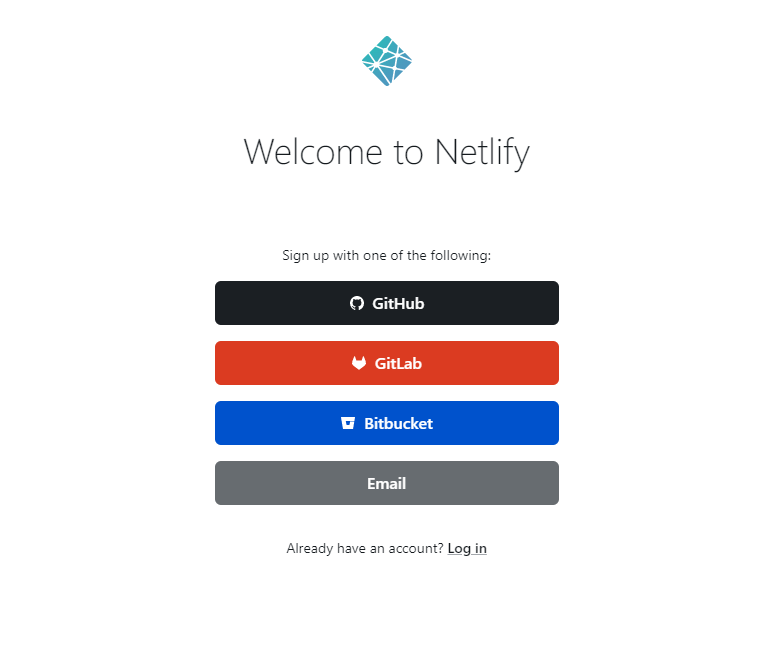 Welcome to Netlify
Sign up with one of the following:
GitHub
GitLab
Bitbucket
Email
Already have an account? Log in